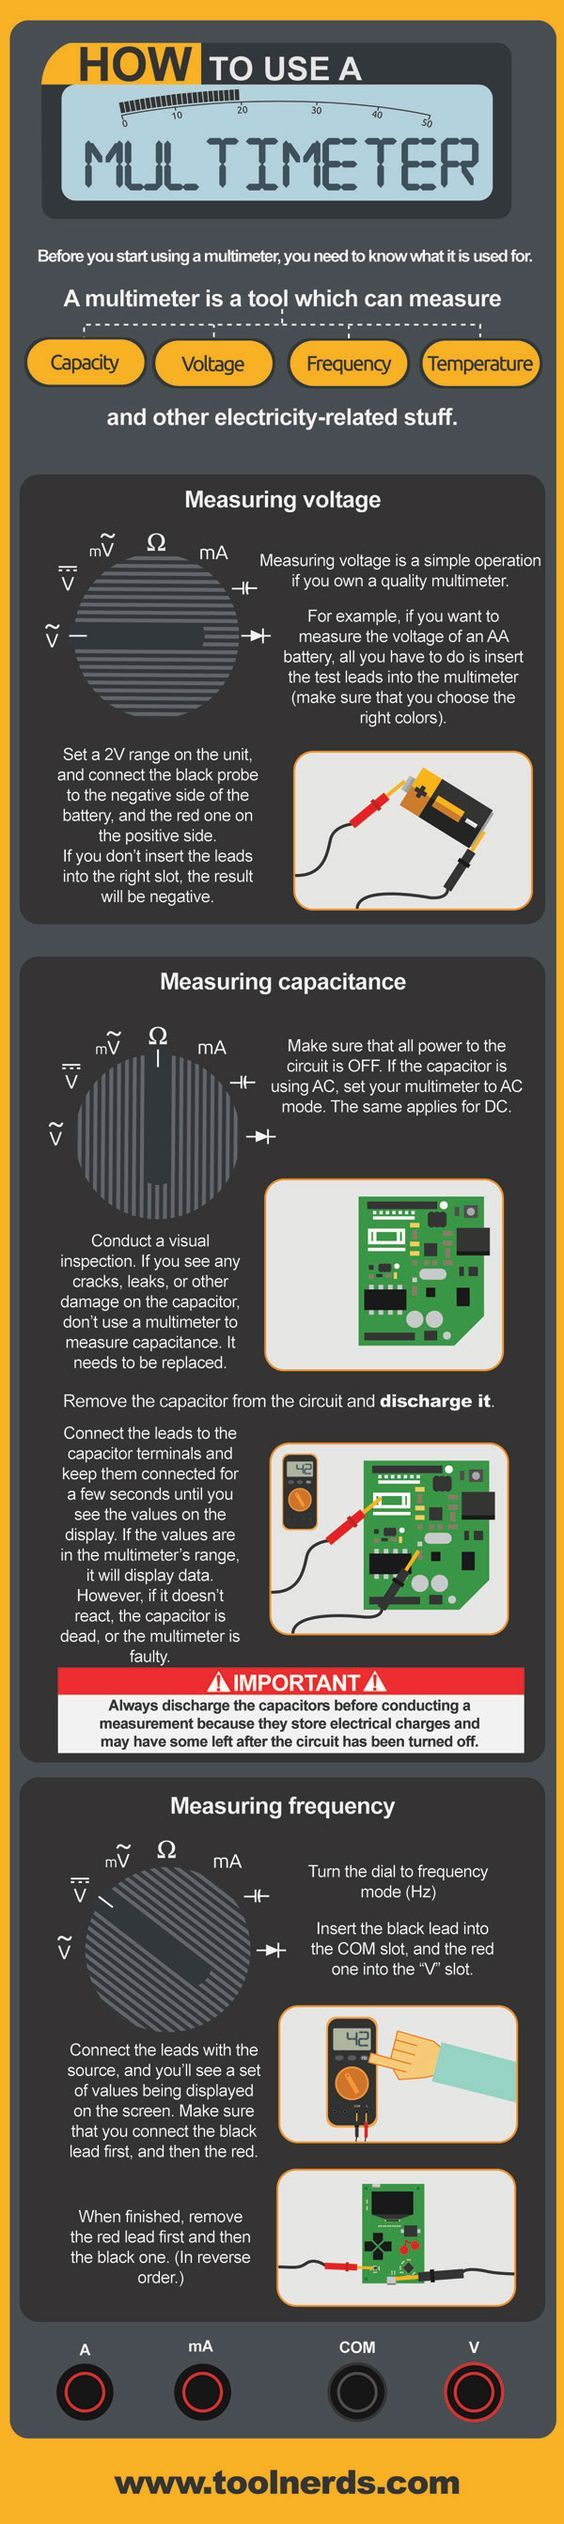 HOW TO USE A
0 10 20 30 40 50
MULTIMETER
Before you start using a multimeter, you need to know what it is used for.
A multimeter is a tool which can measure
Capacity Voltage Frequency Temperature
and other electricity-related stuff.
Measuring voltage
mV Ω mA
V
V
Measuring voltage is a simple operation
if you own a quality multimeter.
For example, if you want to
measure the voltage of an AA
battery, all you have to do is insert
the test leads into the multimeter
(make sure that you choose the
right colors).
Set a 2V range on the unit,
and connect the black probe
to the negative side of the
battery, and the red one on
the positive side.
If you don't insert the leads
into the right slot, the result
will be negative.
Measuring capacitance
mV Ω mA
V
V
Make sure that all power to the
circuit is OFF. If the capacitor is
using AC, set your multimeter to AC
mode. The same applies for DC.
Conduct a visual
inspection. If you see any
cracks, leaks, or other
damage on the capacitor,
don't use a multimeter to
measure capacitance. It
needs to be replaced.
Remove the capacitor from the circuit and discharge it.
Connect the leads to the
capacitor terminals and
keep them connected for
a few seconds until you
see the values on the
display. If the values are
in the multimeter's range,
it will display data.
However, if it doesn't
react, the capacitor is
dead, or the multimeter is
faulty.
42
IMPORTANT
Always discharge the capacitors before conducting a
measurement because they store electrical charges and
may have some left after the circuit has been turned off.
Measuring frequency
mV Ω mA
V
V
Turn the dial to frequency
mode (Hz)
Insert the black lead into
the COM slot, and the red
one into the “V” slot.
42
Connect the leads with the
source, and you'll see a set
of values being displayed
on the screen. Make sure
that you connect the black
lead first, and then the red.
When finished, remove
the red lead first and then
the black one. (In reverse
order.)
A mA COM V
www.toolnerds.com